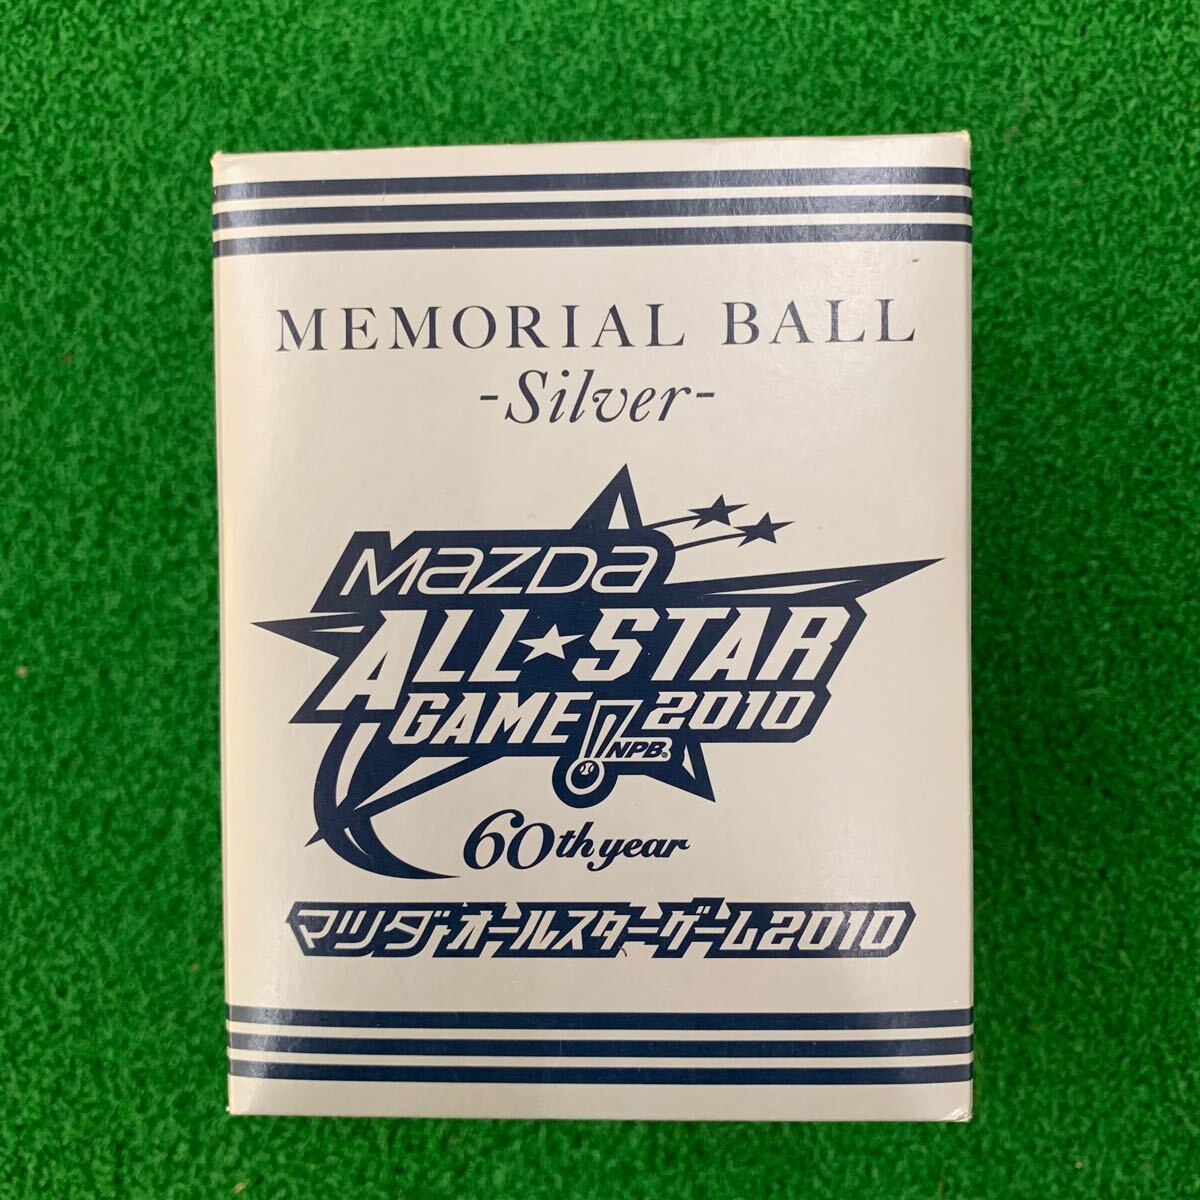 MEMORIAL BALL
-Silver-
mazDa
ALL★STAR
GAME 2010
NPB®
60th year
マツダオールスターゲーム2010